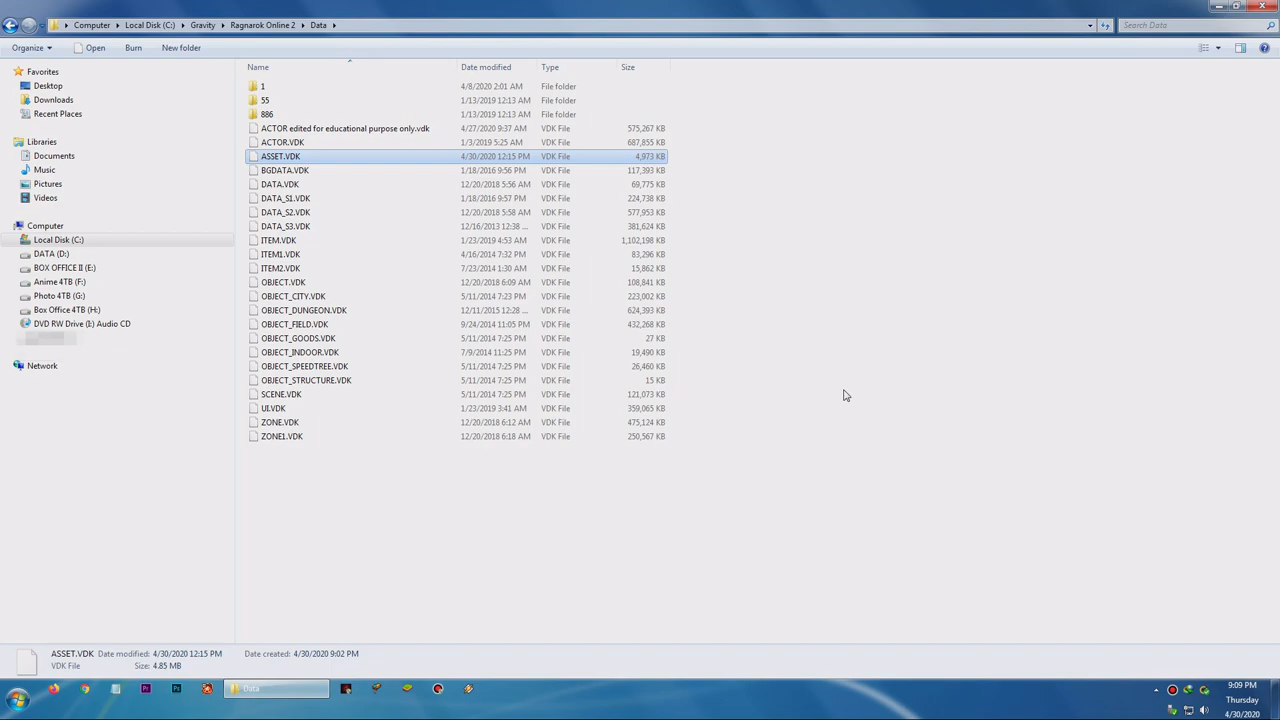 Computer ▸ Local Disk (C:) ▸ Gravity ▸ Ragnarok Online 2 ▸ Data ▸ Search Data
Organize Open Burn New folder
Name Date modified Type Size
Favorites
Desktop
Downloads
Recent Places
Libraries
Documents
Music
Pictures
Videos
Computer
Local Disk (C:)
DATA (D:)
BOX OFFICE II (E:)
Anime 4TB (F:)
Photo 4TB (G:)
Box Office 4TB (H:)
DVD RW Drive (I:) Audio CD
Network
1 4/8/2020 2:01 AM File folder
55 1/13/2019 12:13 AM File folder
886 1/13/2019 12:13 AM File folder
ACTOR edited for educational purpose only.vdk 4/27/2020 9:37 AM VDK File 575,267 KB
ACTOR.VDK 1/3/2019 5:25 AM VDK File 687,855 KB
ASSET.VDK 4/30/2020 12:15 PM VDK File 4,973 KB
BGDATA.VDK 1/18/2016 9:56 PM VDK File 117,393 KB
DATA.VDK 12/20/2018 5:56 AM VDK File 69,775 KB
DATA_S1.VDK 1/18/2016 9:57 PM VDK File 224,738 KB
DATA_S2.VDK 12/20/2018 5:58 AM VDK File 577,953 KB
DATA_S3.VDK 12/16/2013 12:38 ... VDK File 381,624 KB
ITEM.VDK 1/23/2019 4:53 AM VDK File 1,102,198 KB
ITEM1.VDK 4/16/2014 7:32 PM VDK File 83,296 KB
ITEM2.VDK 7/23/2014 1:30 AM VDK File 15,862 KB
OBJECT.VDK 12/20/2018 6:09 AM VDK File 108,841 KB
OBJECT_CITY.VDK 5/11/2014 7:23 PM VDK File 223,002 KB
OBJECT_DUNGEON.VDK 12/11/2015 12:28 ... VDK File 624,393 KB
OBJECT_FIELD.VDK 9/24/2014 11:05 PM VDK File 432,268 KB
OBJECT_GOODS.VDK 5/11/2014 7:25 PM VDK File 27 KB
OBJECT_INDOOR.VDK 7/9/2014 11:15 PM VDK File 19,490 KB
OBJECT_SPEEDTREE.VDK 5/11/2014 7:25 PM VDK File 26,460 KB
OBJECT_STRUCTURE.VDK 5/11/2014 7:25 PM VDK File 15 KB
SCENE.VDK 5/11/2014 7:25 PM VDK File 121,073 KB
UI.VDK 1/23/2019 3:41 AM VDK File 359,065 KB
ZONE.VDK 12/20/2018 6:12 AM VDK File 475,124 KB
ZONE1.VDK 12/20/2018 6:18 AM VDK File 250,567 KB
ASSET.VDK Date modified: 4/30/2020 12:15 PM Date created: 4/30/2020 9:02 PM
VDK File Size: 4.85 MB
Data
9:09 PM
Thursday
4/30/2020